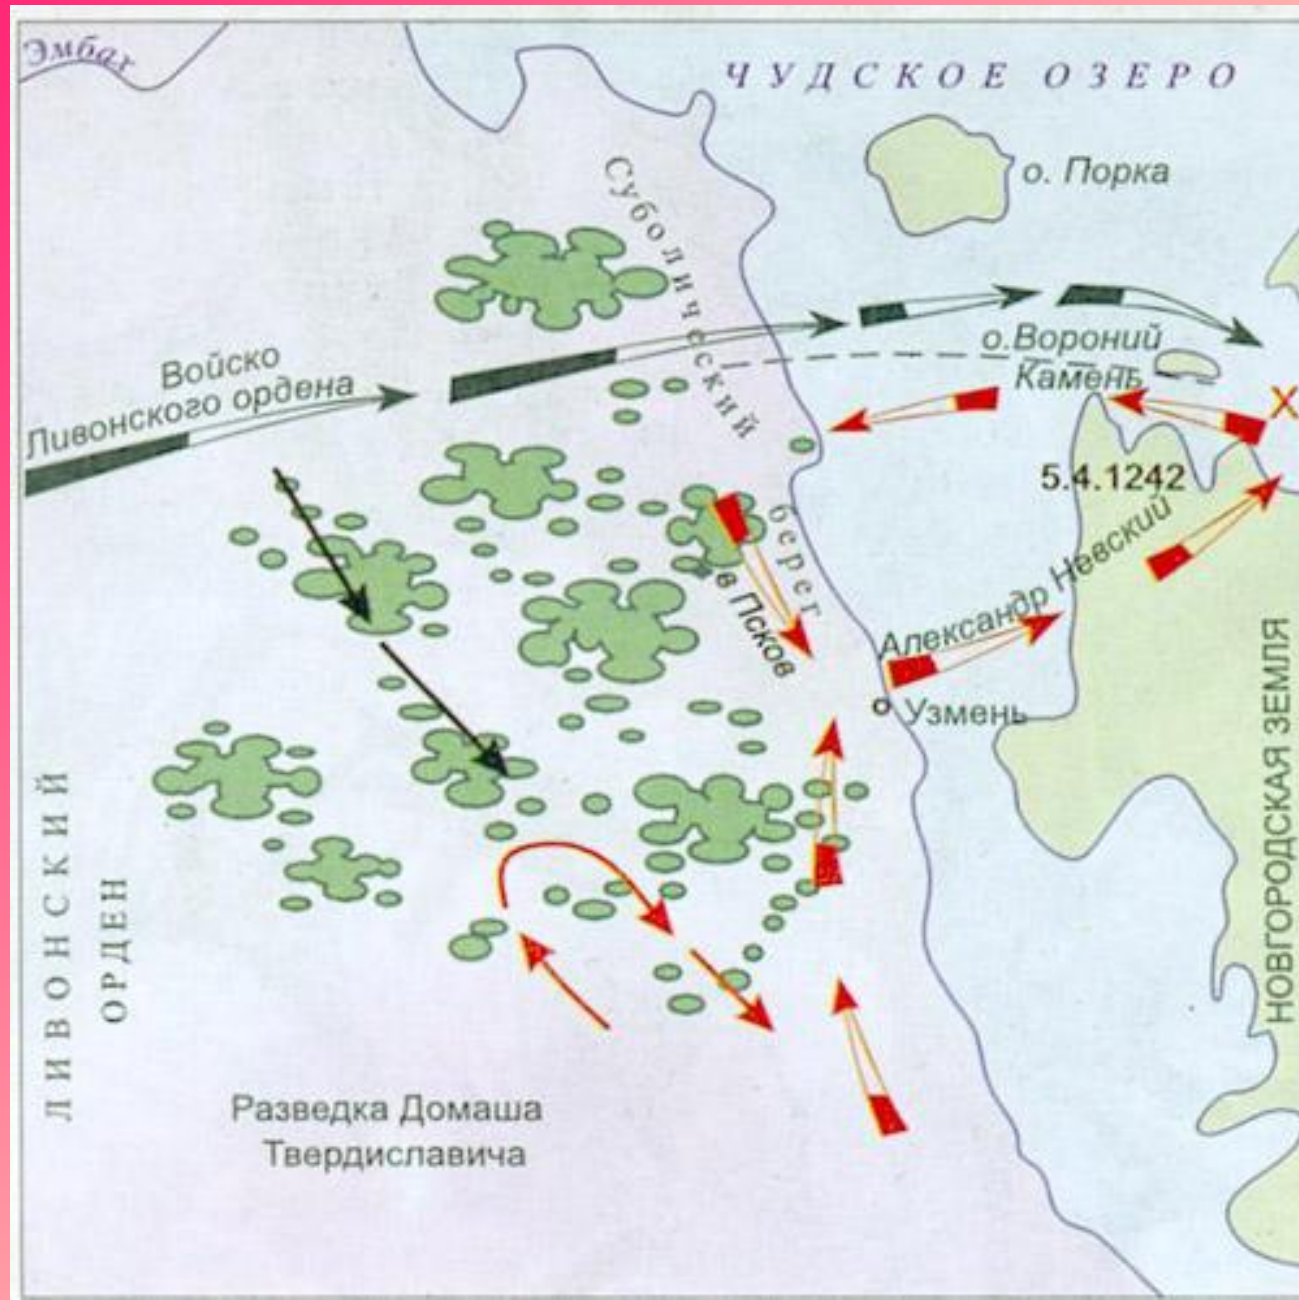 Эмбах
ЧУДСКОЕ ОЗЕРО
о. Порка
Суболический
берег
Войско
Ливонского ордена
о.Вороний
Камень
5.4.1242
в Псков
Александр Невский
Узмень
НОВГОРОДСКАЯ ЗЕМЛЯ
ЛИВОНСКИЙ
ОРДЕН
Разведка Домаша
Твердиславича